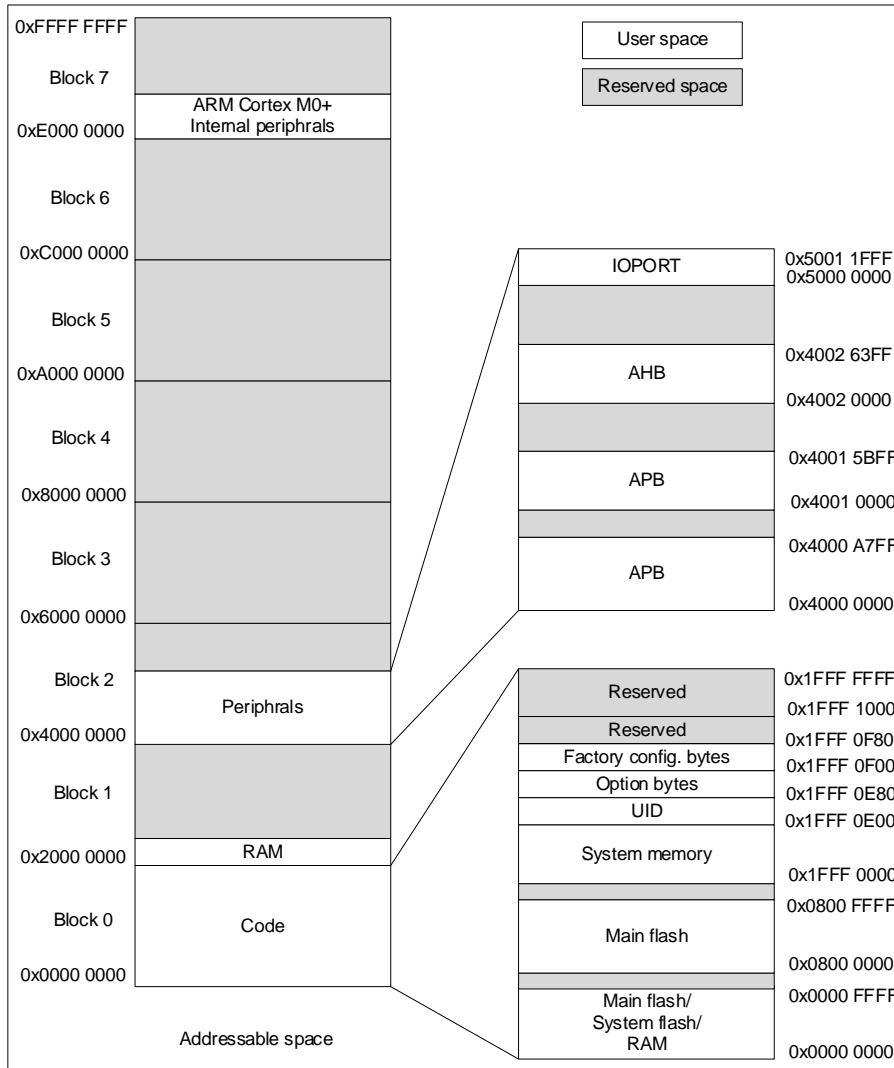 0xFFFF FFFF
Block 7
ARM Cortex M0+
Internal periphrals
0xE000 0000
Block 6
0xC000 0000
Block 5
0xA000 0000
Block 4
0x8000 0000
Block 3
0x6000 0000
Block 2
Periphrals
0x4000 0000
Block 1
0x2000 0000
RAM
Block 0
Code
0x0000 0000
Addressable space
User space
Reserved space
IOPORT
0x5001 1FFF
0x5000 0000
0x4002 63FF
AHB
0x4002 0000
0x4001 5BFF
APB
0x4001 0000
0x4000 A7FF
APB
0x4000 0000
0x1FFF FFFF
Reserved
0x1FFF 1000
Reserved
0x1FFF 0F80
Factory config. bytes
0x1FFF 0F00
Option bytes
0x1FFF 0E80
UID
0x1FFF 0E00
System memory
0x1FFF 0000
0x0800 FFFF
Main flash
0x0800 0000
0x0000 FFFF
Main flash/
System flash/
RAM
0x0000 0000